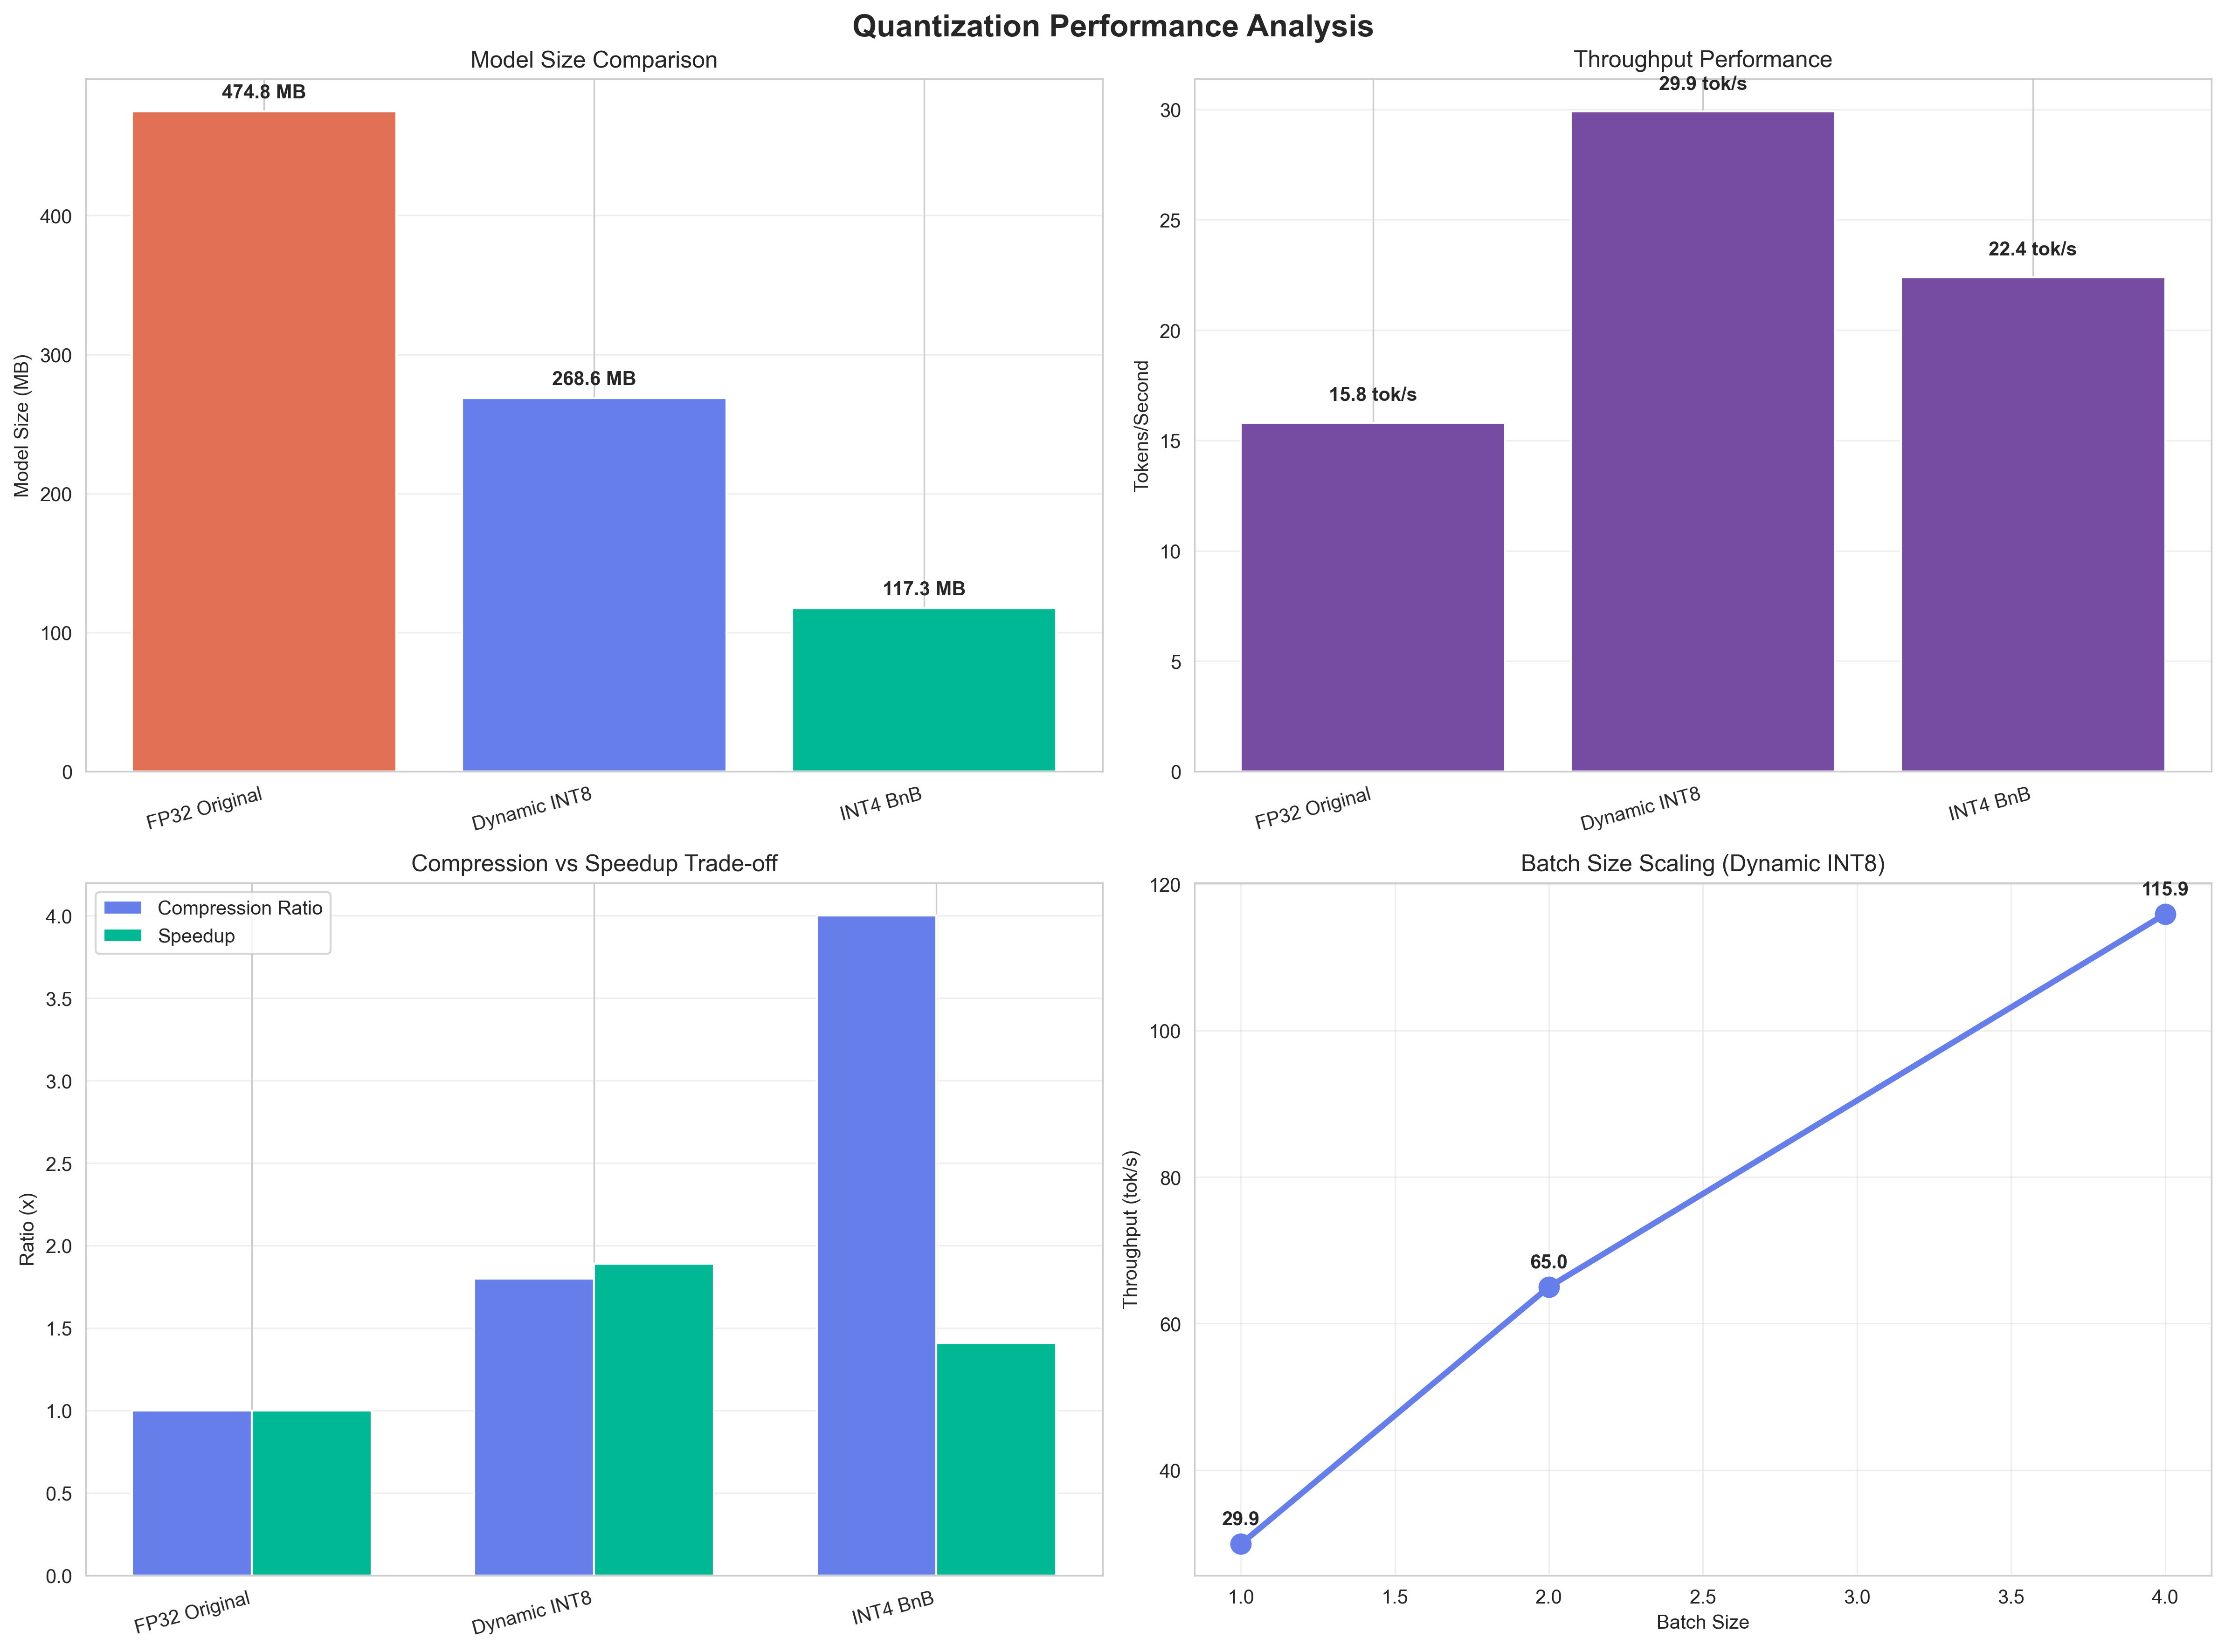 Quantization Performance Analysis
Model Size Comparison
474.8 MB
268.6 MB
117.3 MB
Model Size (MB)
400
300
200
100
0
FP32 Original
Dynamic INT8
INT4 BnB
Throughput Performance
29.9 tok/s
22.4 tok/s
15.8 tok/s
Tokens/Second
30
25
20
15
10
5
0
FP32 Original
Dynamic INT8
INT4 BnB
Compression vs Speedup Trade-off
Compression Ratio
Speedup
Ratio (x)
4.0
3.5
3.0
2.5
2.0
1.5
1.0
0.5
0.0
FP32 Original
Dynamic INT8
INT4 BnB
Batch Size Scaling (Dynamic INT8)
115.9
65.0
29.9
Throughput (tok/s)
120
100
80
60
40
1.0
1.5
2.0
2.5
3.0
3.5
4.0
Batch Size